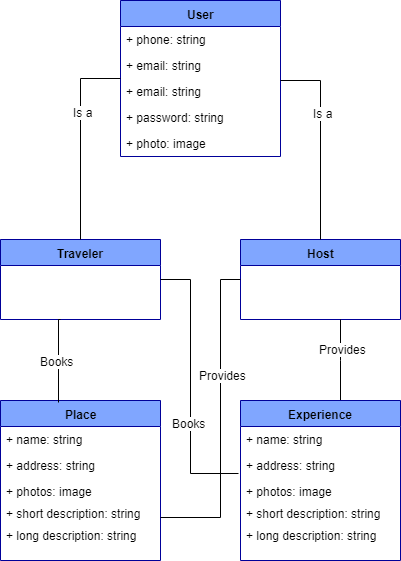 User
+ phone: string
+ email: string
+ email: string
+ password: string
+ photo: image
Is a
Is a
Traveler
Host
Books
Provides
Provides
Books
Place
+ name: string
+ address: string
+ photos: image
+ short description: string
+ long description: string
Experience
+ name: string
+ address: string
+ photos: image
+ short description: string
+ long description: string